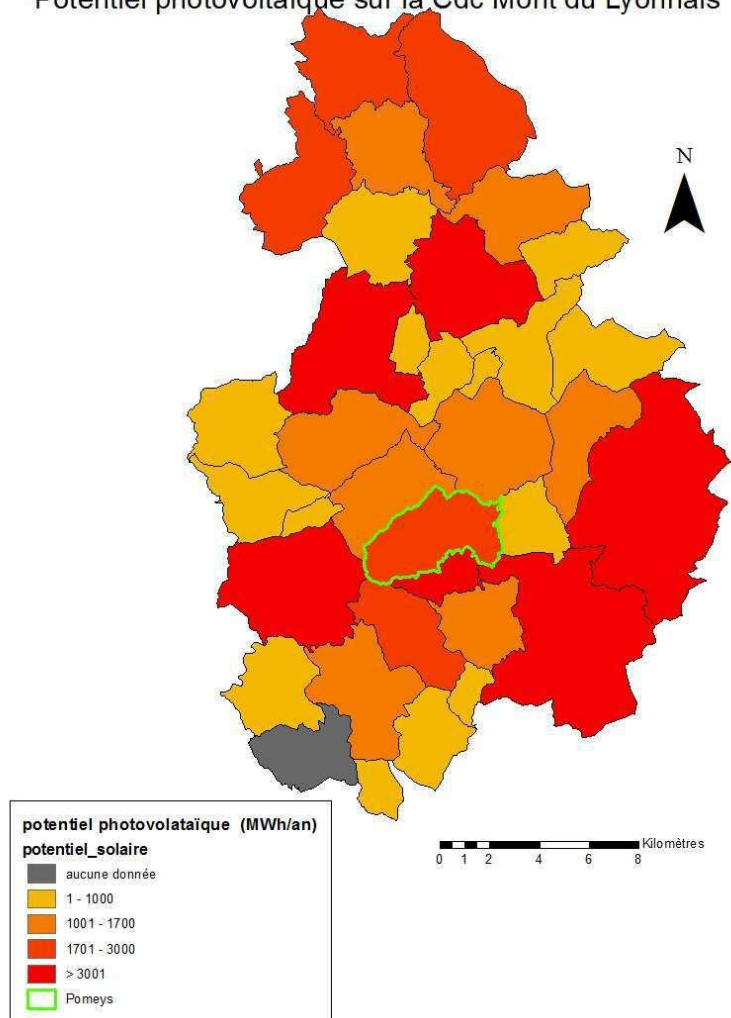 Potentiel photovoltaïque sur la Cdc Mont du Lyonnais
N
Kilomètres
0 1 2 4 6 8
potentiel photovolataïque (MWh/an)
potentiel_solaire
aucune donnée
1 - 1000
1001 - 1700
1701 - 3000
> 3001
Pomeys